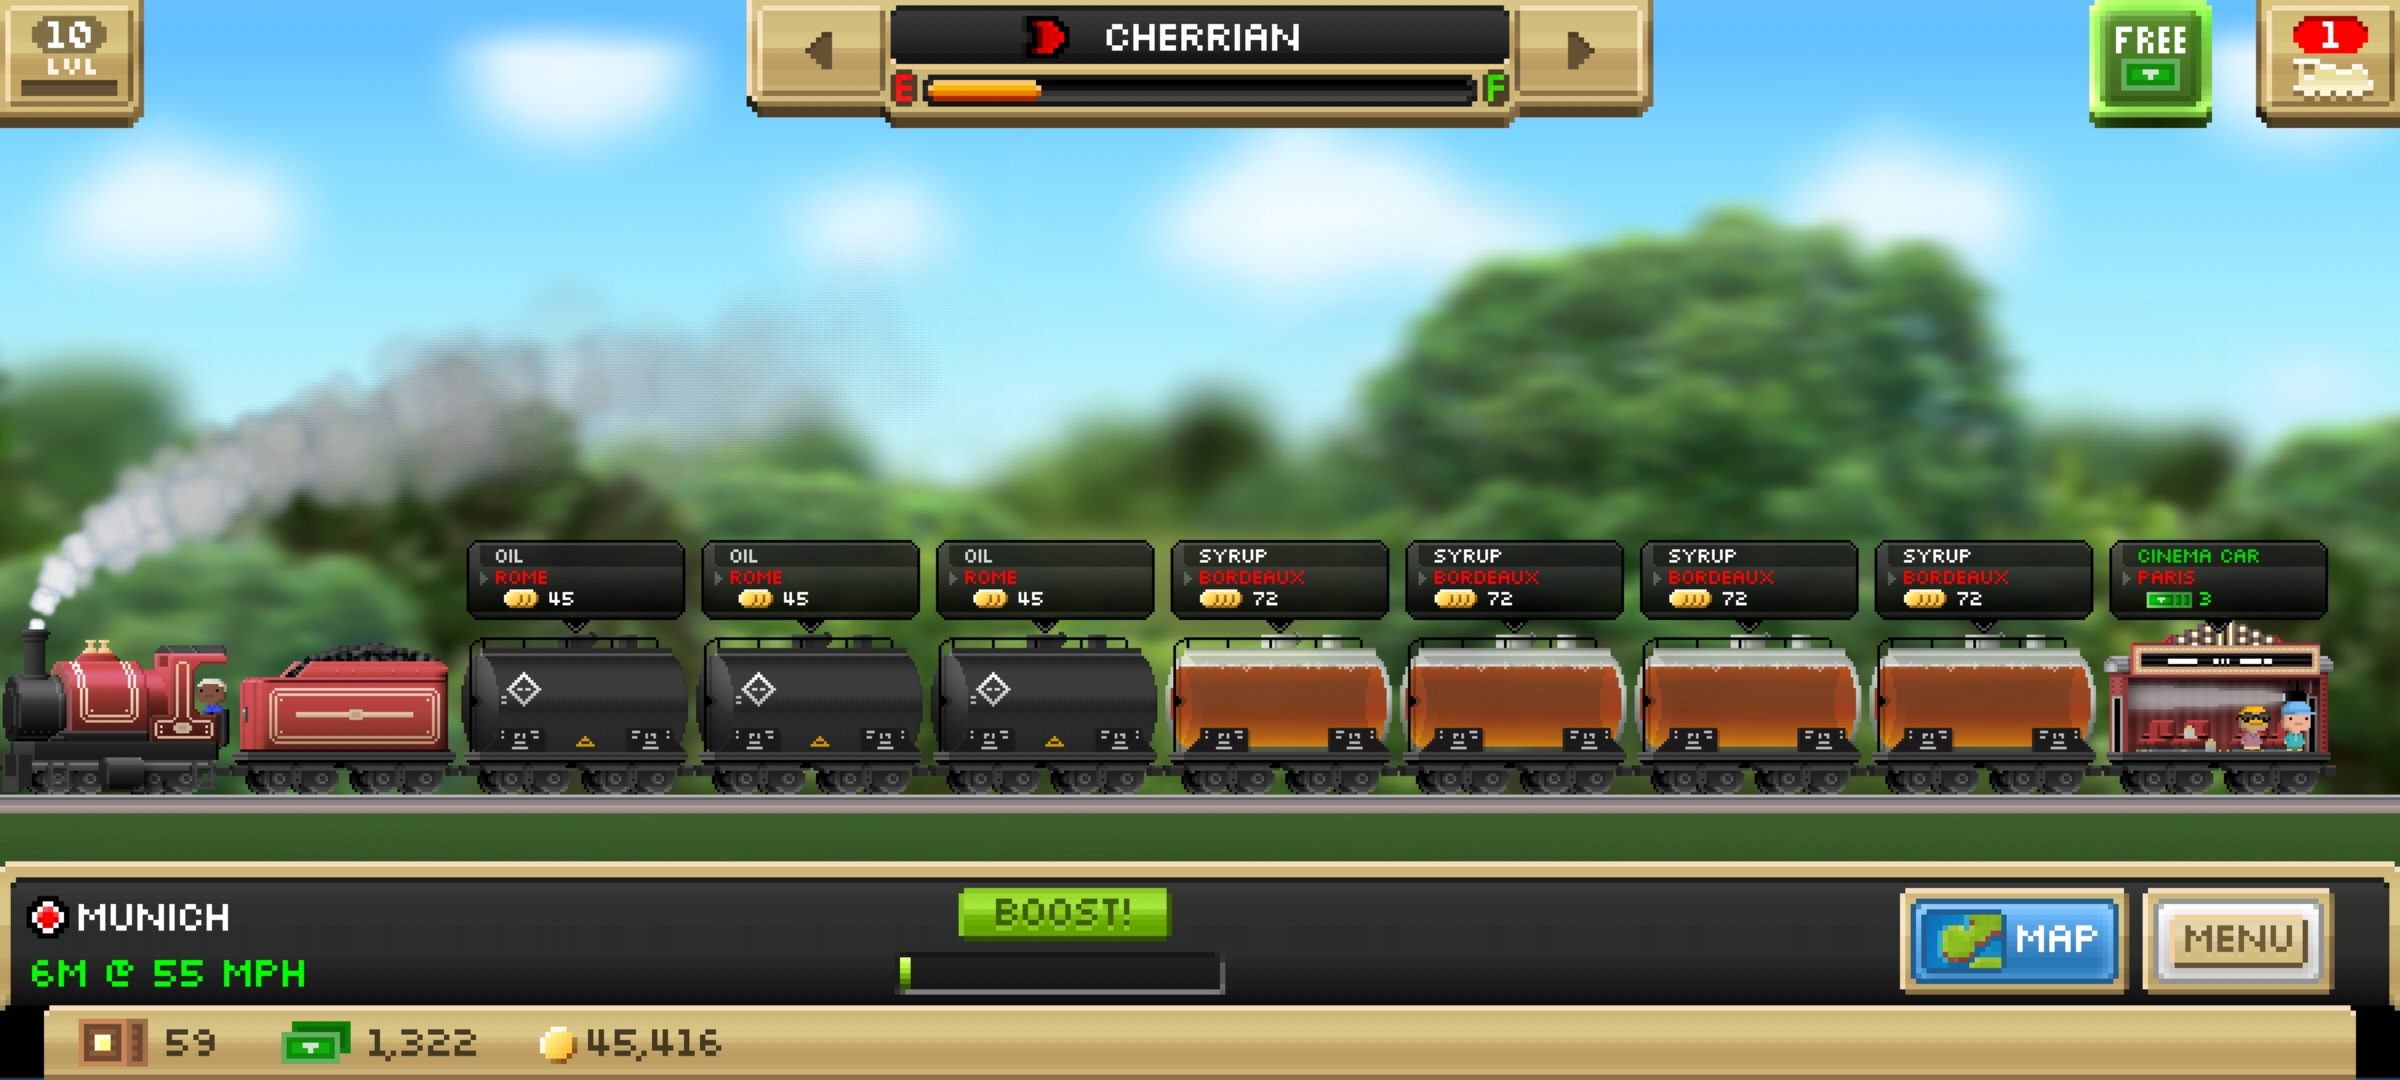 10
LVL
CHERRIAN
E
F
FREE
1
OIL
ROME
45
OIL
ROME
45
OIL
ROME
45
SYRUP
BORDEAUX
72
SYRUP
BORDEAUX
72
SYRUP
BORDEAUX
72
SYRUP
BORDEAUX
72
CINEMA CAR
PARIS
3
MUNICH
6M @ 55 MPH
BOOST!
MAP
MENU
59
1,322
45,416